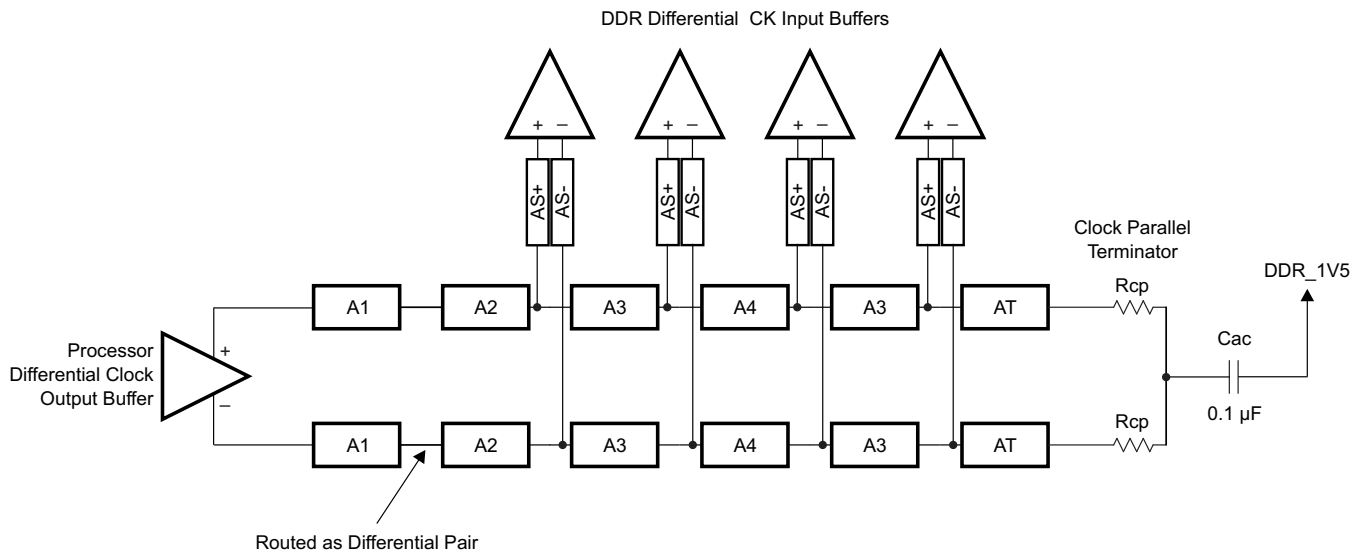 DDR Differential CK Input Buffers
+ – + – + – + –
AS+ AS- AS+ AS- AS+ AS- AS+ AS-
Clock Parallel
Terminator
DDR_1V5
Rcp
A1 A2 A3 A4 A3 AT
Processor
Differential Clock
Output Buffer
+
–
Cac
0.1 µF
Rcp
A1 A2 A3 A4 A3 AT
Routed as Differential Pair